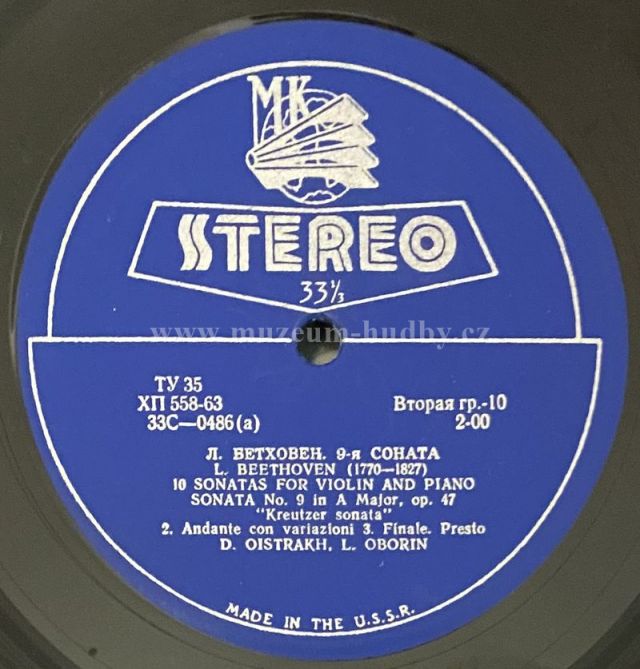 МК
STEREO
33⅓
www.muzeum-hudby.cz
ТУ 35
ХП 558-63
33С—0486(а)
Вторая гр.-10
2-00
Л. БЕТХОВЕН. 9-я СОНАТА
L. BEETHOVEN (1770—1827)
10 SONATAS FOR VIOLIN AND PIANO
SONATA No. 9 in A Major, op. 47
"Kreutzer sonata"
2. Andante con variazioni 3. Finale. Presto
D. OISTRAKH, L. OBORIN
MADE IN THE U.S.S.R.